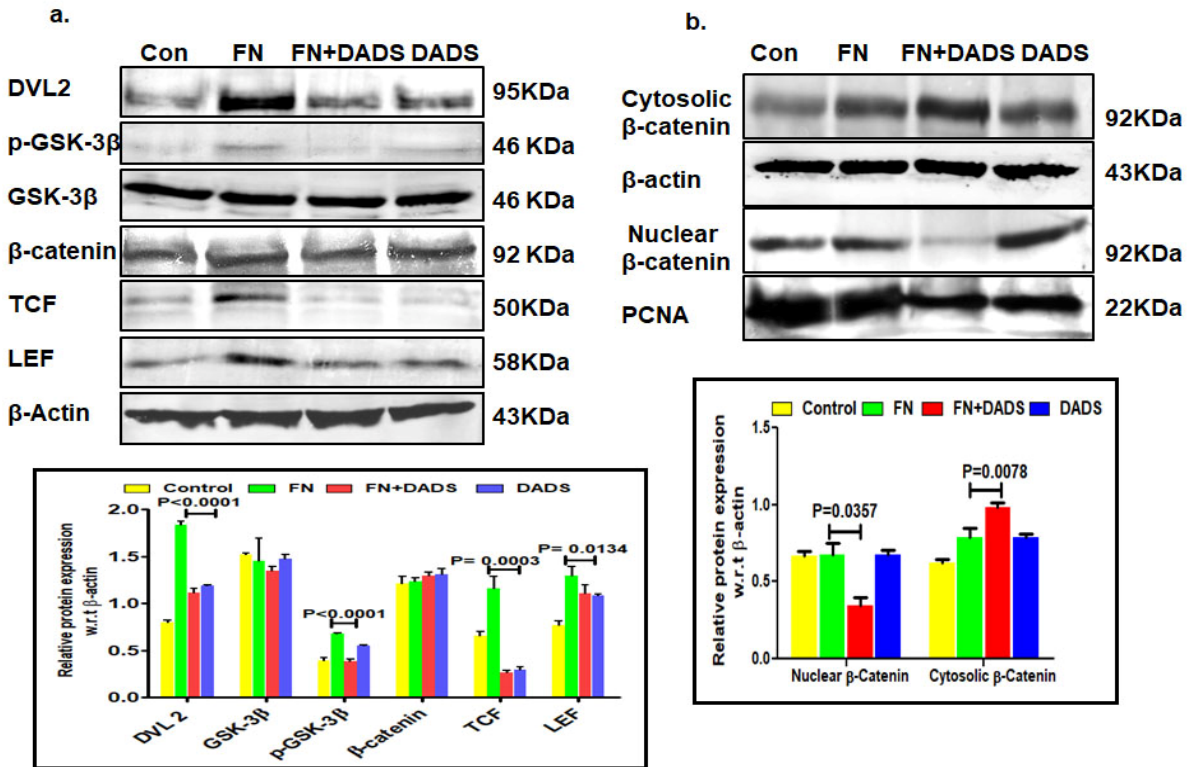 a.
Con FN FN+DADS DADS
DVL2 95KDa
p-GSK-3β 46 KDa
GSK-3β 46 KDa
β-catenin 92 KDa
TCF 50KDa
LEF 58KDa
β-Actin 43KDa
Control FN FN+DADS DADS
P<0.0001
2.0
1.5
1.0
0.5
0.0
P<0.0001
P= 0.0003
P= 0.0134
Relative protein expression
w.r.t β-actin
DVL 2 GSK-3β p-GSK-3β β-catenin TCF LEF
b.
Con FN FN+DADS DADS
Cytosolic
β-catenin 92KDa
β-actin 43KDa
Nuclear
β-catenin 92KDa
PCNA 22KDa
Control FN FN+DADS DADS
1.5
1.0
0.5
0.0
P=0.0357
P=0.0078
Relative protein expression
w.r.t β-actin
Nuclear β-Catenin Cytosolic β-Catenin